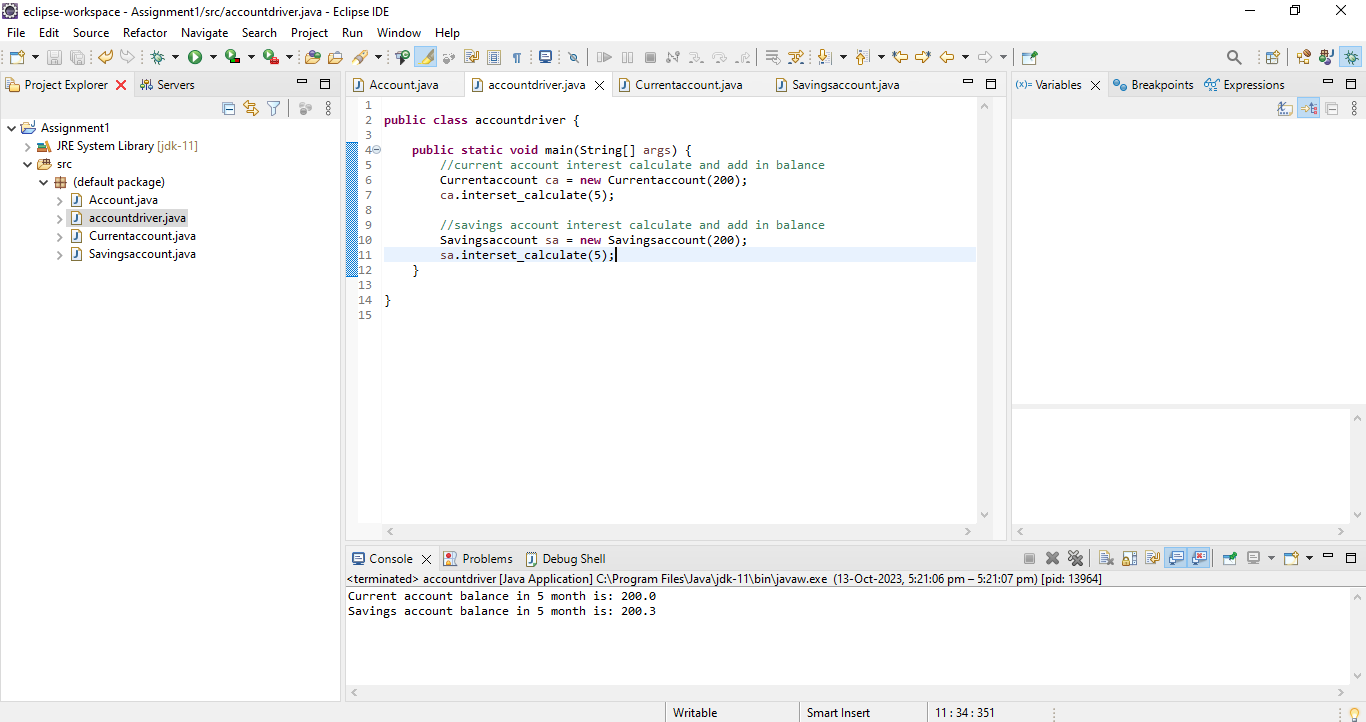 eclipse-workspace - Assignment1/src/accountdriver.java - Eclipse IDE
File Edit Source Refactor Navigate Search Project Run Window Help
Project Explorer Servers
Assignment1
JRE System Library [jdk-11]
src
(default package)
Account.java
accountdriver.java
Currentaccount.java
Savingsaccount.java
Account.java accountdriver.java Currentaccount.java Savingsaccount.java
1
2 public class accountdriver {
3
4 public static void main(String[] args) {
5 //current account interest calculate and add in balance
6 Currentaccount ca = new Currentaccount(200);
7 ca.interset_calculate(5);
8
9 //savings account interest calculate and add in balance
10 Savingsaccount sa = new Savingsaccount(200);
11 sa.interset_calculate(5);
12 }
13
14 }
15
(x)= Variables Breakpoints Expressions
Console Problems Debug Shell
<terminated> accountdriver [Java Application] C:\Program Files\Java\jdk-11\bin\javaw.exe (13-Oct-2023, 5:21:06 pm – 5:21:07 pm) [pid: 13964]
Current account balance in 5 month is: 200.0
Savings account balance in 5 month is: 200.3
Writable Smart Insert 11 : 34 : 351